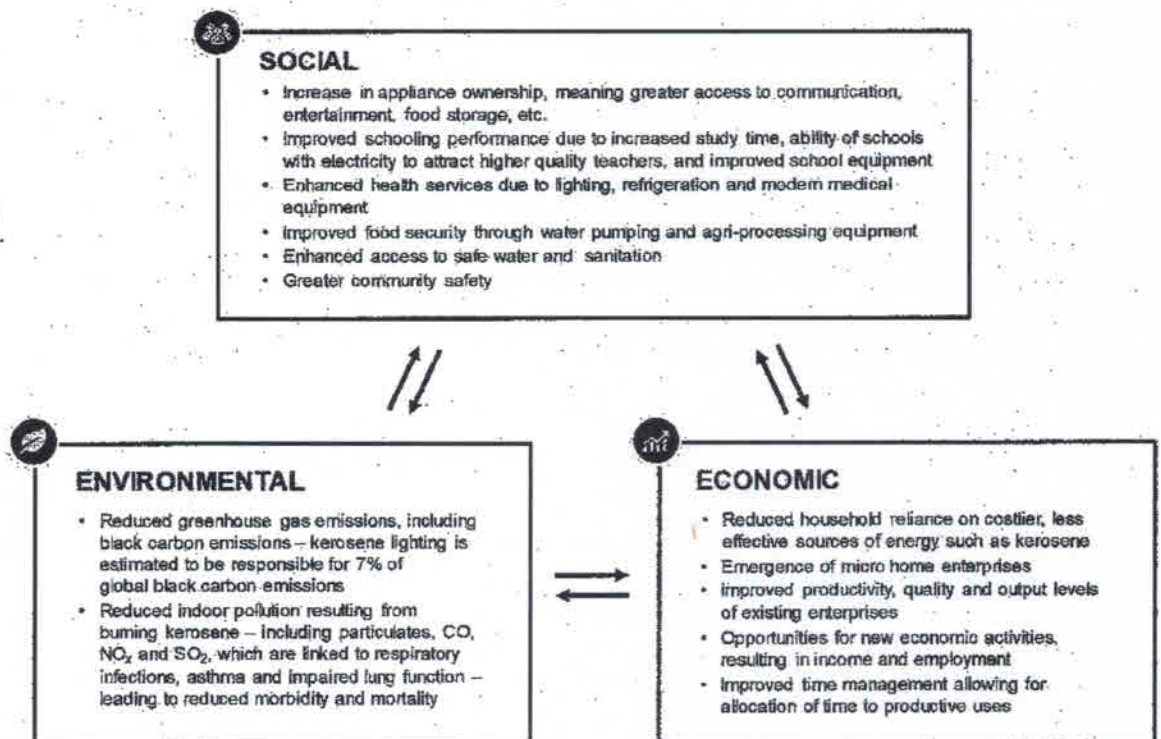 SOCIAL
• Increase in appliance ownership, meaning greater access to communication,
entertainment, food storage, etc.
• Improved schooling performance due to increased study time, ability of schools
with electricity to attract higher quality teachers, and improved school equipment
• Enhanced health services due to lighting, refrigeration and modern medical
equipment
• Improved food security through water pumping and agri-processing equipment
• Enhanced access to safe water and sanitation
• Greater community safety
ENVIRONMENTAL
• Reduced greenhouse gas emissions, including
black carbon emissions – kerosene lighting is
estimated to be responsible for 7% of
global black carbon emissions
• Reduced indoor pollution resulting from
burning kerosene – including particulates, CO,
NOx and SO2, which are linked to respiratory
infections, asthma and impaired lung function –
leading to reduced morbidity and mortality
ECONOMIC
• Reduced household reliance on costlier, less
effective sources of energy such as kerosene
• Emergence of micro home enterprises
• Improved productivity, quality and output levels
of existing enterprises
• Opportunities for new economic activities,
resulting in income and employment
• Improved time management allowing for
allocation of time to productive uses